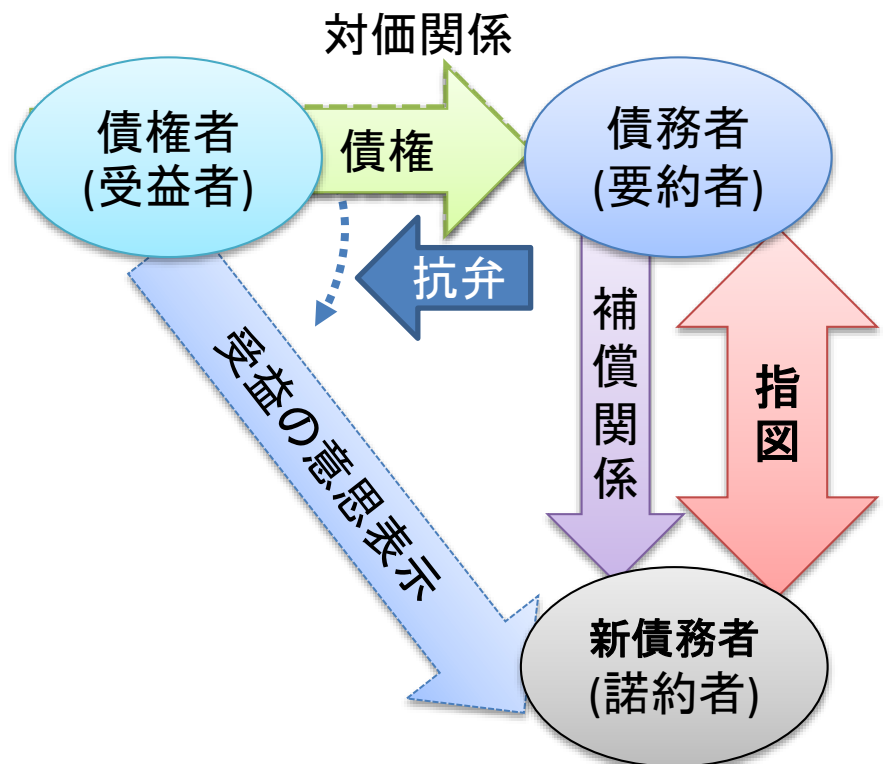 対価関係
債権者
(受益者)
債権
債務者
(要約者)
抗弁
補償関係
指図
受益の意思表示
新債務者
(諾約者)